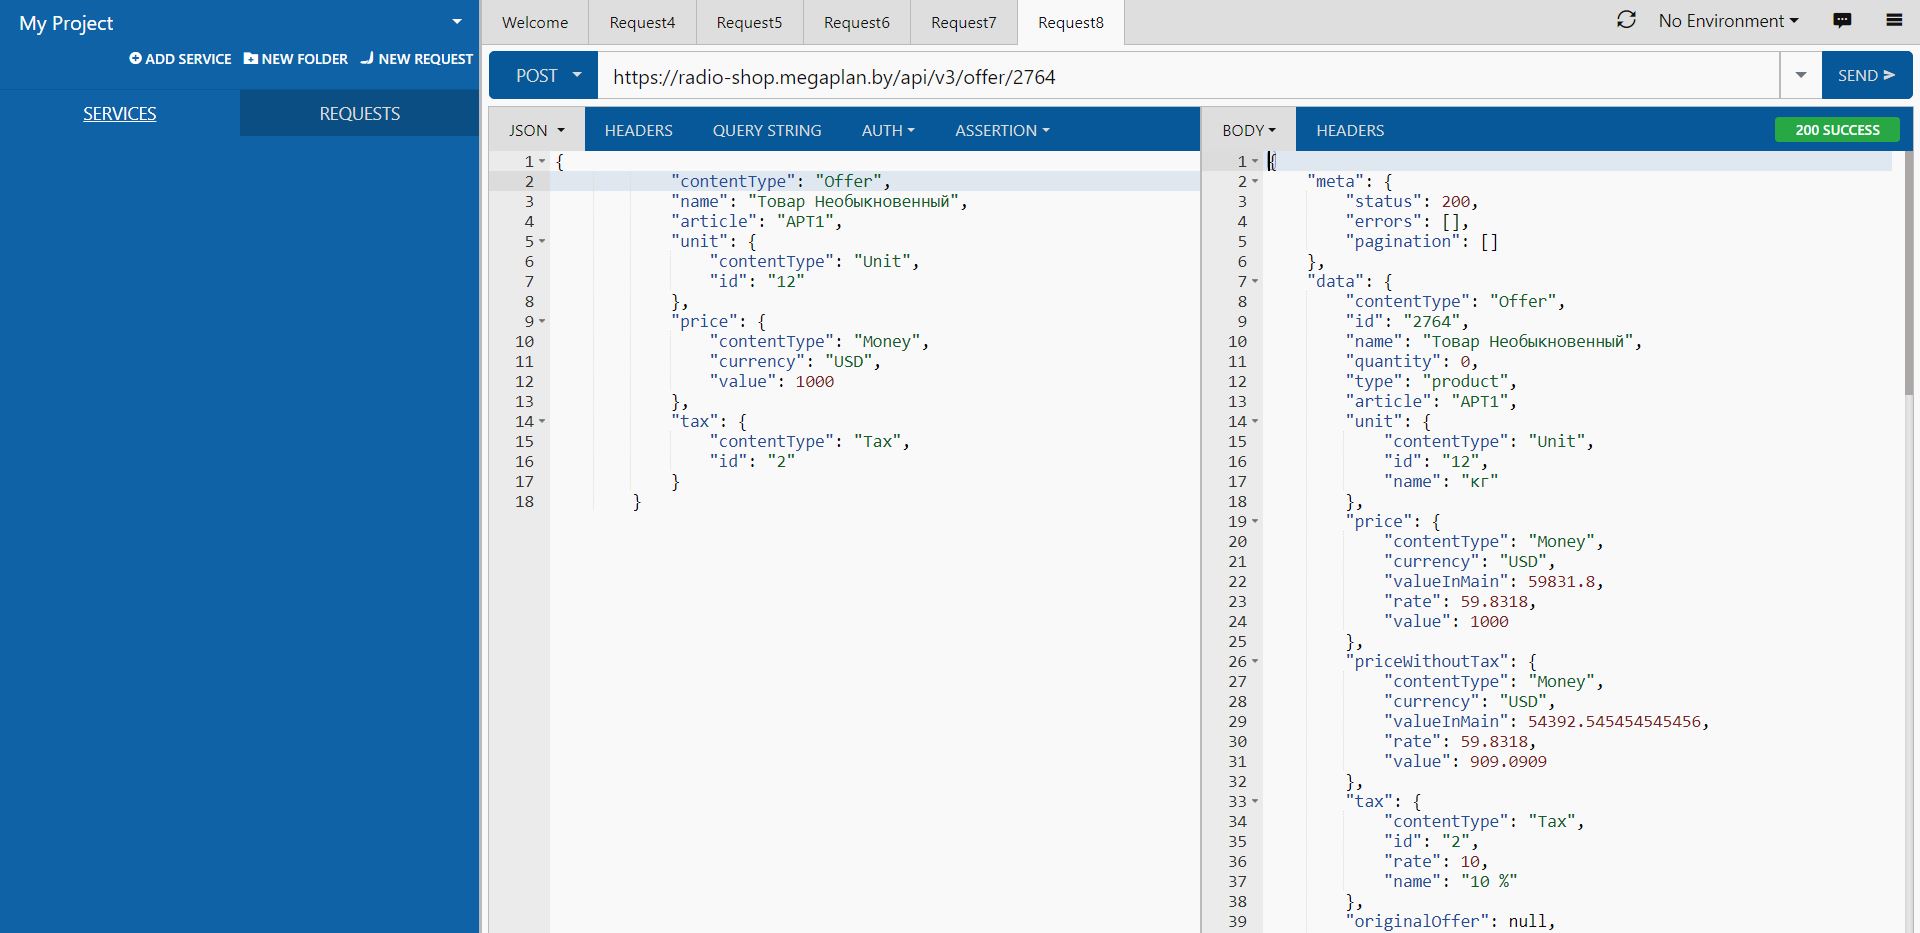 My Project
ADD SERVICE NEW FOLDER NEW REQUEST
SERVICES REQUESTS
Welcome Request4 Request5 Request6 Request7 Request8 No Environment
POST https://radio-shop.megaplan.by/api/v3/offer/2764 SEND
JSON HEADERS QUERY STRING AUTH ASSERTION
1 {
2 "contentType": "Offer",
3 "name": "Товар Необыкновенный",
4 "article": "АРТ1",
5 "unit": {
6 "contentType": "Unit",
7 "id": "12"
8 },
9 "price": {
10 "contentType": "Money",
11 "currency": "USD",
12 "value": 1000
13 },
14 "tax": {
15 "contentType": "Tax",
16 "id": "2"
17 }
18 }
BODY HEADERS 200 SUCCESS
1 {
2 "meta": {
3 "status": 200,
4 "errors": [],
5 "pagination": []
6 },
7 "data": {
8 "contentType": "Offer",
9 "id": "2764",
10 "name": "Товар Необыкновенный",
11 "quantity": 0,
12 "type": "product",
13 "article": "АРТ1",
14 "unit": {
15 "contentType": "Unit",
16 "id": "12",
17 "name": "кг"
18 },
19 "price": {
20 "contentType": "Money",
21 "currency": "USD",
22 "valueInMain": 59831.8,
23 "rate": 59.8318,
24 "value": 1000
25 },
26 "priceWithoutTax": {
27 "contentType": "Money",
28 "currency": "USD",
29 "valueInMain": 54392.545454545456,
30 "rate": 59.8318,
31 "value": 909.0909
32 },
33 "tax": {
34 "contentType": "Tax",
35 "id": "2",
36 "rate": 10,
37 "name": "10 %"
38 },
39 "originalOffer": null,